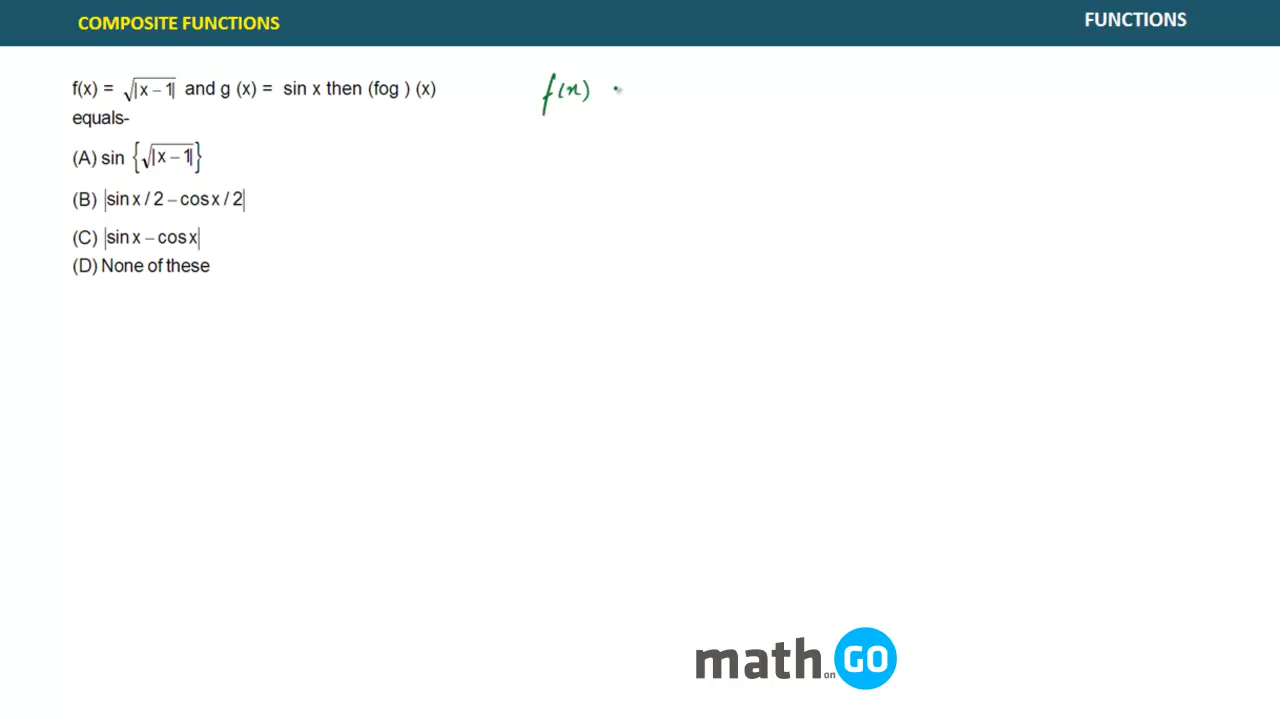 COMPOSITE FUNCTIONS
FUNCTIONS
f(x) = √|x – 1| and g (x) = sin x then (fog ) (x)
equals-
(A) sin {√|x – 1|}
(B) |sin x / 2 – cos x / 2|
(C) |sin x – cos x|
(D) None of these
f(x)
math on GO